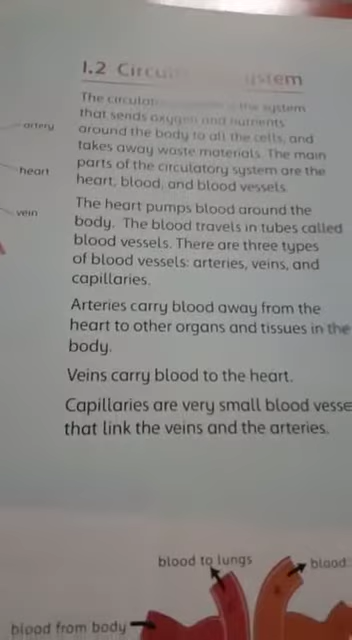 1.2 Circu stem
The circulat the system
that sends oxygen and nutrients
artery
around the body to all the cells, and
takes away waste materials. The main
parts of the circulatory system are the
heart
heart, blood, and blood vessels.
The heart pumps blood around the
vein
body. The blood travels in tubes called
blood vessels. There are three types
of blood vessels: arteries, veins, and
capillaries.
Arteries carry blood away from the
heart to other organs and tissues in the
body.
Veins carry blood to the heart.
Capillaries are very small blood vesse
that link the veins and the arteries.
blood to lungs
blood
blood from body